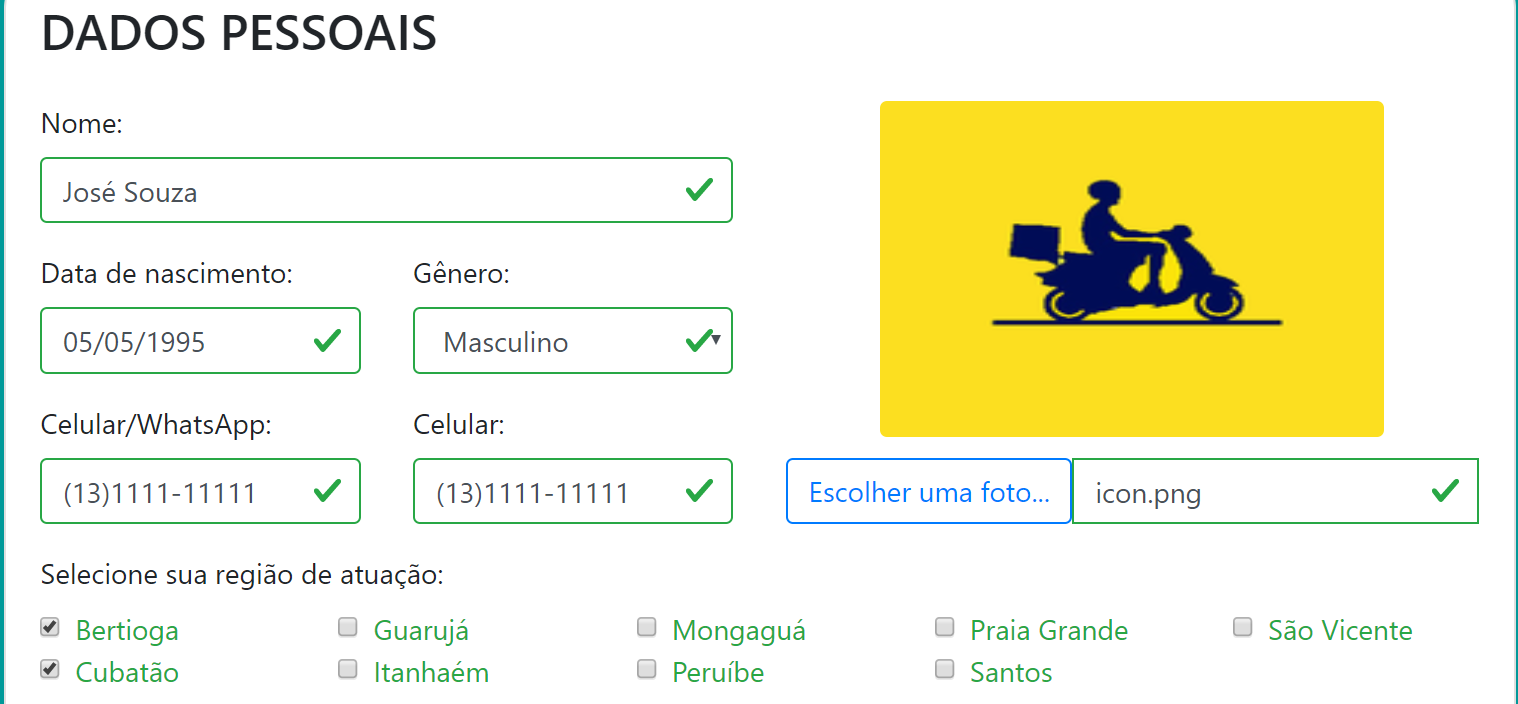 DADOS PESSOAIS
Nome:
José Souza
Data de nascimento: Gênero:
05/05/1995 Masculino
Celular/WhatsApp: Celular:
(13)1111-11111 (13)1111-11111 Escolher uma foto... icon.png
Selecione sua região de atuação:
Bertioga Guarujá Mongaguá Praia Grande São Vicente
Cubatão Itanhaém Peruíbe Santos